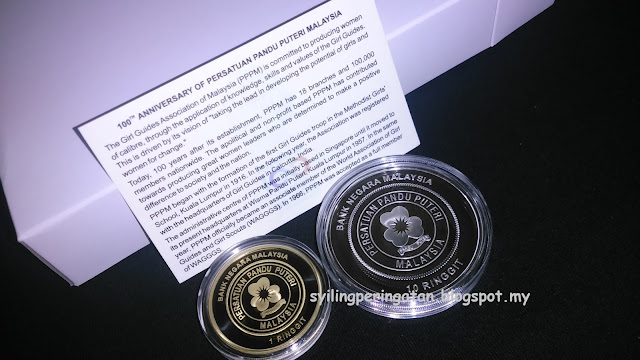 100TH ANNIVERSARY OF PERSATUAN PANDU PUTERI MALAYSIA
The Girl Guides Association of Malaysia (PPPM) is committed to producing women
of calibre, through the application of knowledge, skills and values of the Girl Guides.
This is driven by its vision of "taking the lead in developing the potential of girls and
women for change."
Today, 100 years after its establishment, PPPM has 18 branches and 100,000
members nationwide. The apolitical and non-profit based PPPM has contributed
towards producing great women leaders who are determined to make a positive
difference to society and the nation.
PPPM began with the formation of the first Girl Guides troop in the Methodist Girls'
School, Kuala Lumpur in 1916. In the following year, the Association was registered
with the headquarters of Girl Guides in Calcutta, India.
The administrative centre of PPPM was initially based in Singapore until it moved to
its present headquarters at Wisma Pandu Puteri, Kuala Lumpur in 1957. In the same
year, PPPM officially became an associate member of the World Association of Girl
Guides and Girl Scouts (WAGGGS). In 1966, PPPM was accepted as a full member
of WAGGGS.
BANK NEGARA MALAYSIA
PERSATUAN PANDU PUTERI
MALAYSIA
1 RINGGIT
BANK NEGARA MALAYSIA
PERSATUAN PANDU PUTERI
MALAYSIA
10 RINGGIT
syilingperingatan.blogspot.my